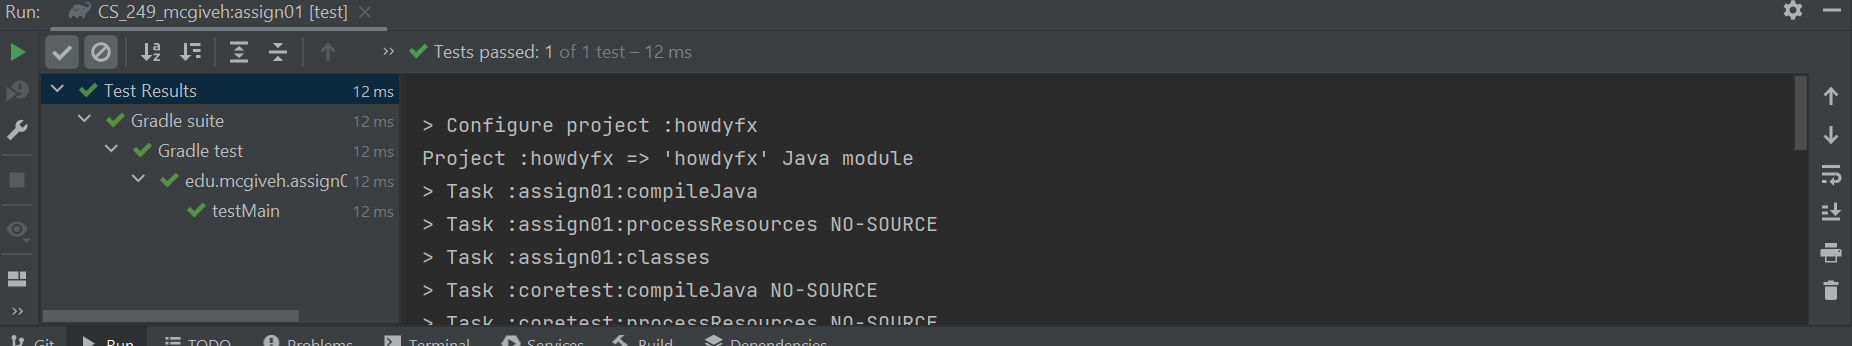 Run: CS_249_mcgiveh:assign01 [test]
Tests passed: 1 of 1 test – 12 ms
Test Results 12 ms
Gradle suite 12 ms
Gradle test 12 ms
edu.mcgiveh.assign0 12 ms
testMain 12 ms
> Configure project :howdyfx
Project :howdyfx => 'howdyfx' Java module
> Task :assign01:compileJava
> Task :assign01:processResources NO-SOURCE
> Task :assign01:classes
> Task :coretest:compileJava NO-SOURCE
> Task :coretest:processResources NO-SOURCE
Git Run TODO Problems Terminal Services Build Dependencies